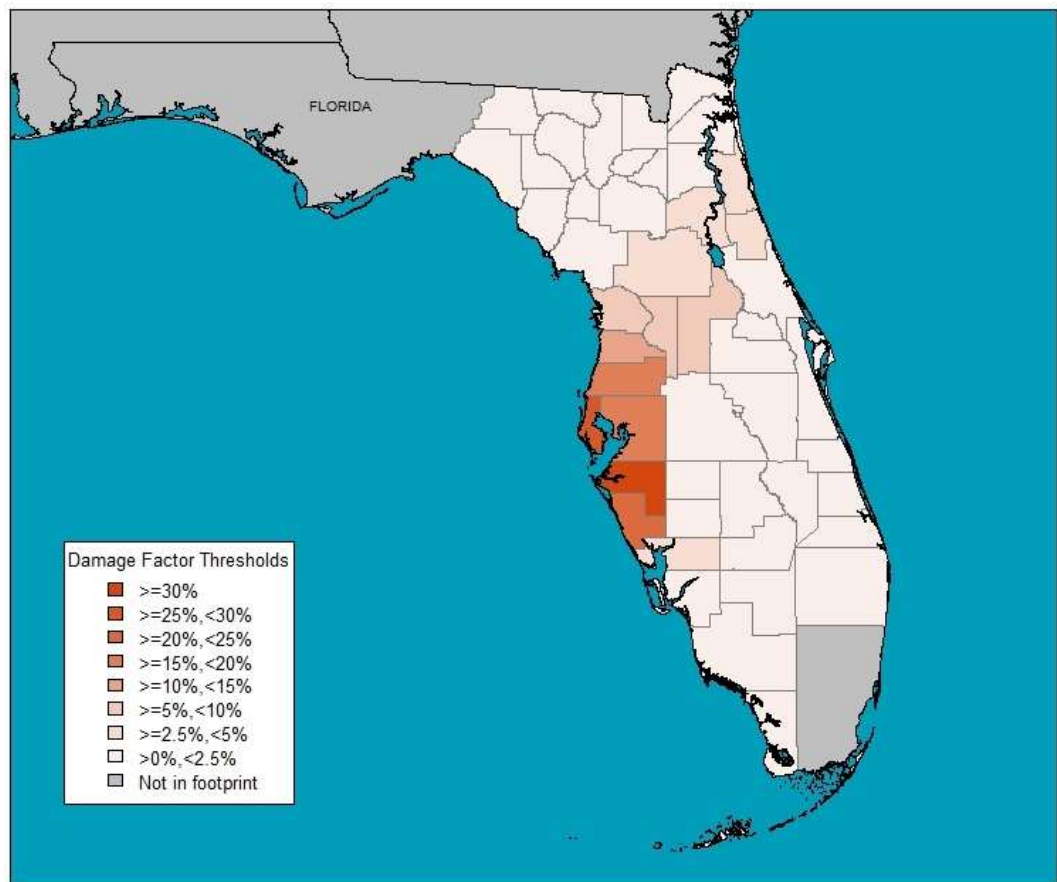 FLORIDA
Damage Factor Thresholds
>=30%
>=25%,<30%
>=20%,<25%
>=15%,<20%
>=10%,<15%
>=5%,<10%
>=2.5%,<5%
>0%,<2.5%
Not in footprint